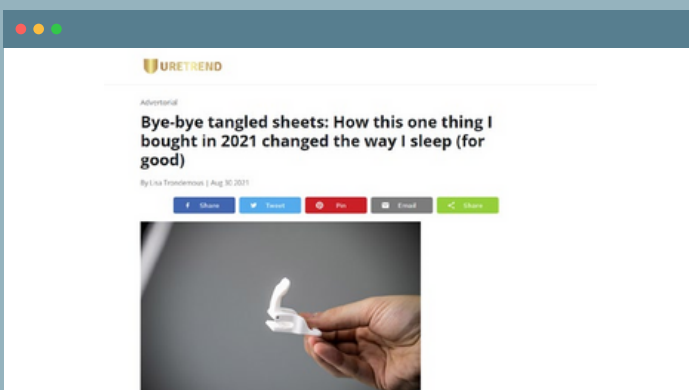 URETREND
Advertorial
Bye-bye tangled sheets: How this one thing I
bought in 2021 changed the way I sleep (for
good)
By Lisa | Aug 30 2021
Share Tweet Pin Email Share